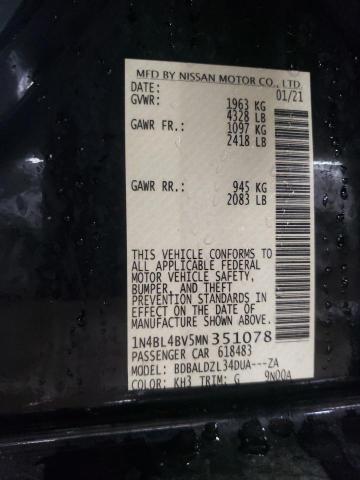 MFD BY NISSAN MOTOR CO., LTD.
DATE: 01/21
GVWR: 1963 KG
4328 LB
GAWR FR.: 1097 KG
2418 LB
GAWR RR.: 945 KG
2083 LB
THIS VEHICLE CONFORMS TO
ALL APPLICABLE FEDERAL
MOTOR VEHICLE SAFETY,
BUMPER, AND THEFT
PREVENTION STANDARDS IN
EFFECT ON THE DATE OF
MANUFACTURE SHOWN ABOVE.
1N4BL4BV5MN351078
PASSENGER CAR 618483
MODEL: BDBALDZL34DUA---ZA
COLOR: KH3 TRIM: G 9N00A